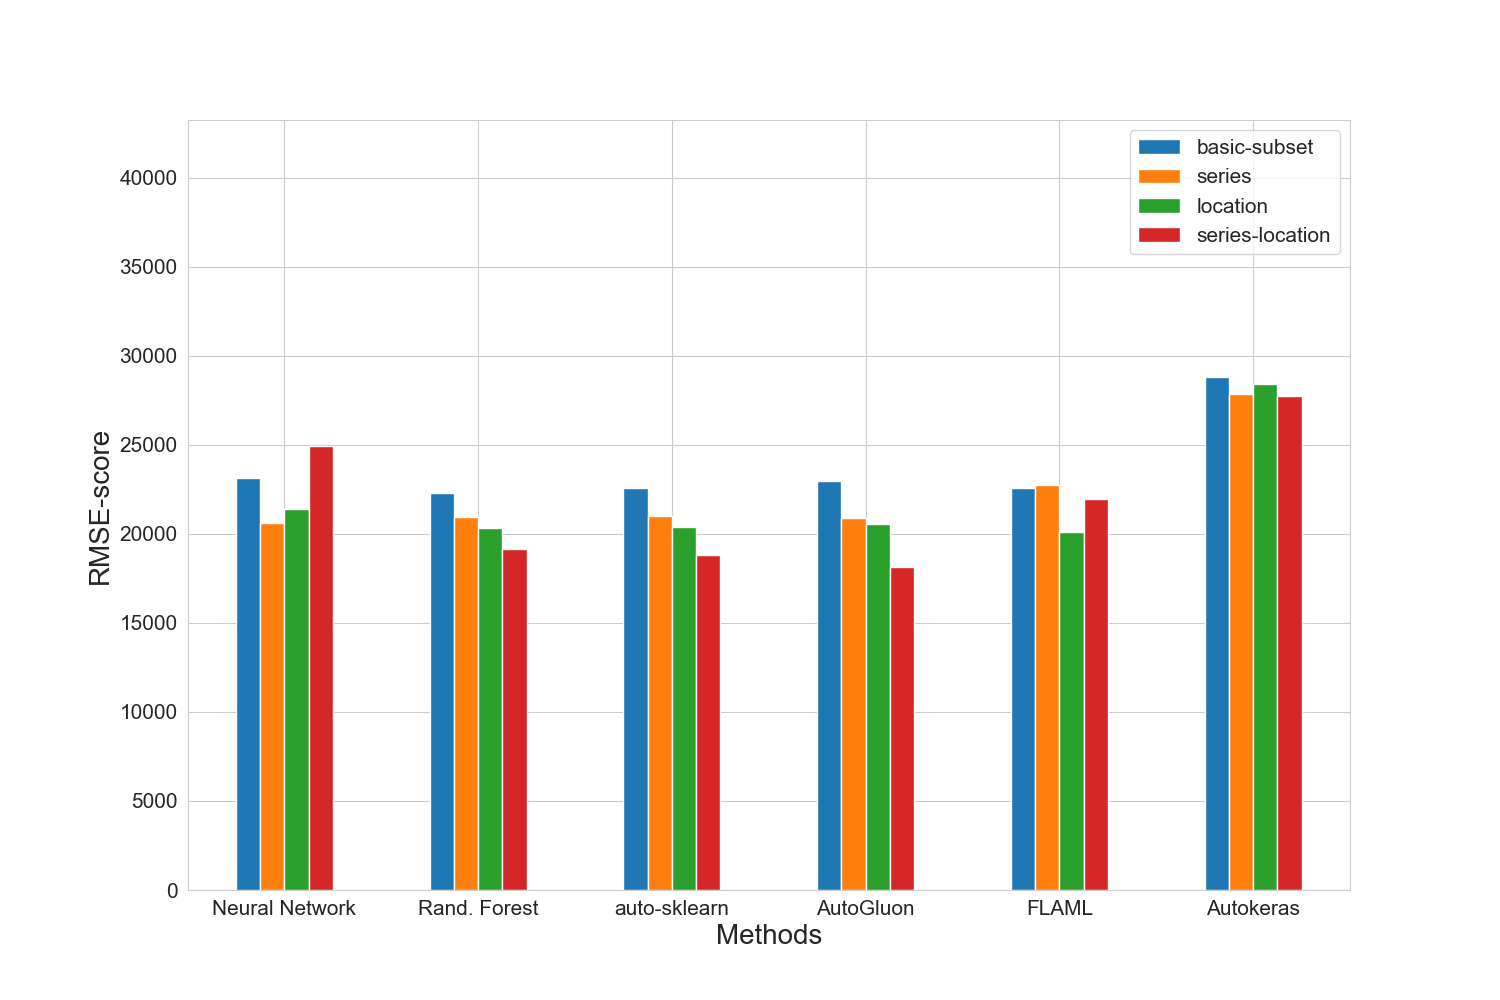 basic-subset
series
location
series-location
40000
35000
30000
25000
20000
15000
10000
5000
0
RMSE-score
Neural Network Rand. Forest auto-sklearn AutoGluon FLAML Autokeras
Methods